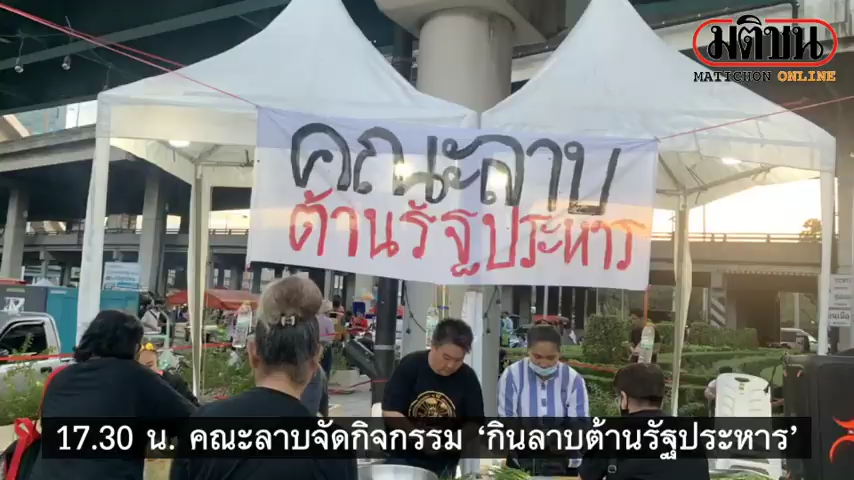 มติชน
MATICHON ONLINE
คณะลาบ
ต้านรัฐประหาร
17.30 น. คณะลาบจัดกิจกรรม ‘กินลาบต้านรัฐประหาร’